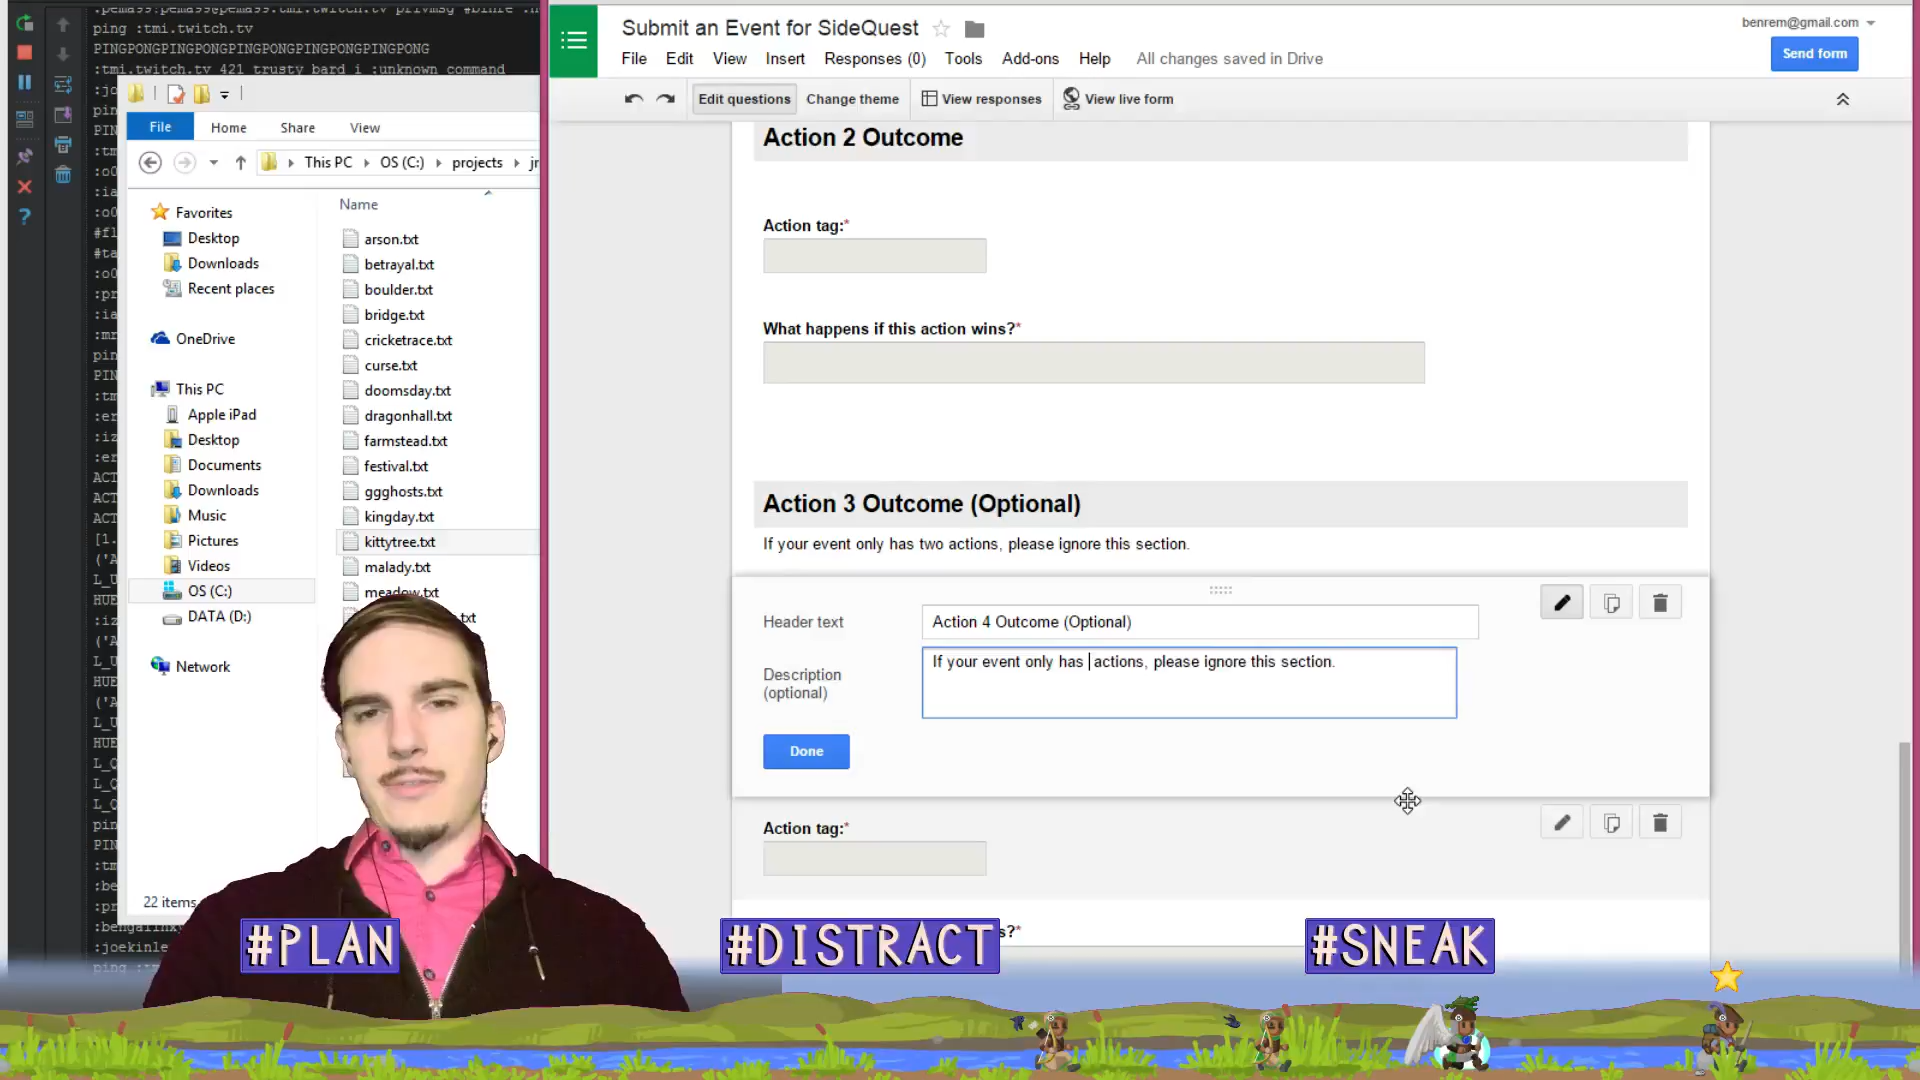 ping :tmi.twitch.tv
PINGPONGPINGPONGPINGPONGPINGPONG
:tmi.twitch.tv 421 trusty_bard_i :unknown command
Submit an Event for SideQuest
benrem@gmail.com
File Edit View Insert Responses (0) Tools Add-ons Help All changes saved in Drive
Send form
Edit questions Change theme View responses View live form
File Home Share View
This PC OS (C:) projects
Name
Favorites
Desktop
Downloads
Recent places
OneDrive
This PC
Apple iPad
Desktop
Documents
Downloads
Music
Pictures
Videos
OS (C:)
DATA (D:)
Network
arson.txt
betrayal.txt
boulder.txt
bridge.txt
cricketrace.txt
curse.txt
doomsday.txt
dragonhall.txt
farmstead.txt
festival.txt
ggghosts.txt
kingday.txt
kittytree.txt
malady.txt
meadow.txt
22 items
Action 2 Outcome
Action tag:*
What happens if this action wins?*
Action 3 Outcome (Optional)
If your event only has two actions, please ignore this section.
Header text Action 4 Outcome (Optional)
Description (optional) If your event only has actions, please ignore this section.
Done
Action tag:*
#PLAN #DISTRACT #SNEAK